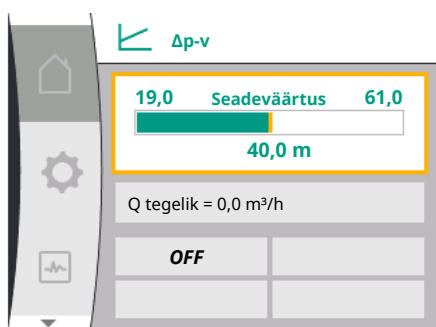 Δp-v
19,0 Seadeväärtus 61,0
40,0 m
Q tegelik = 0,0 m³/h
OFF